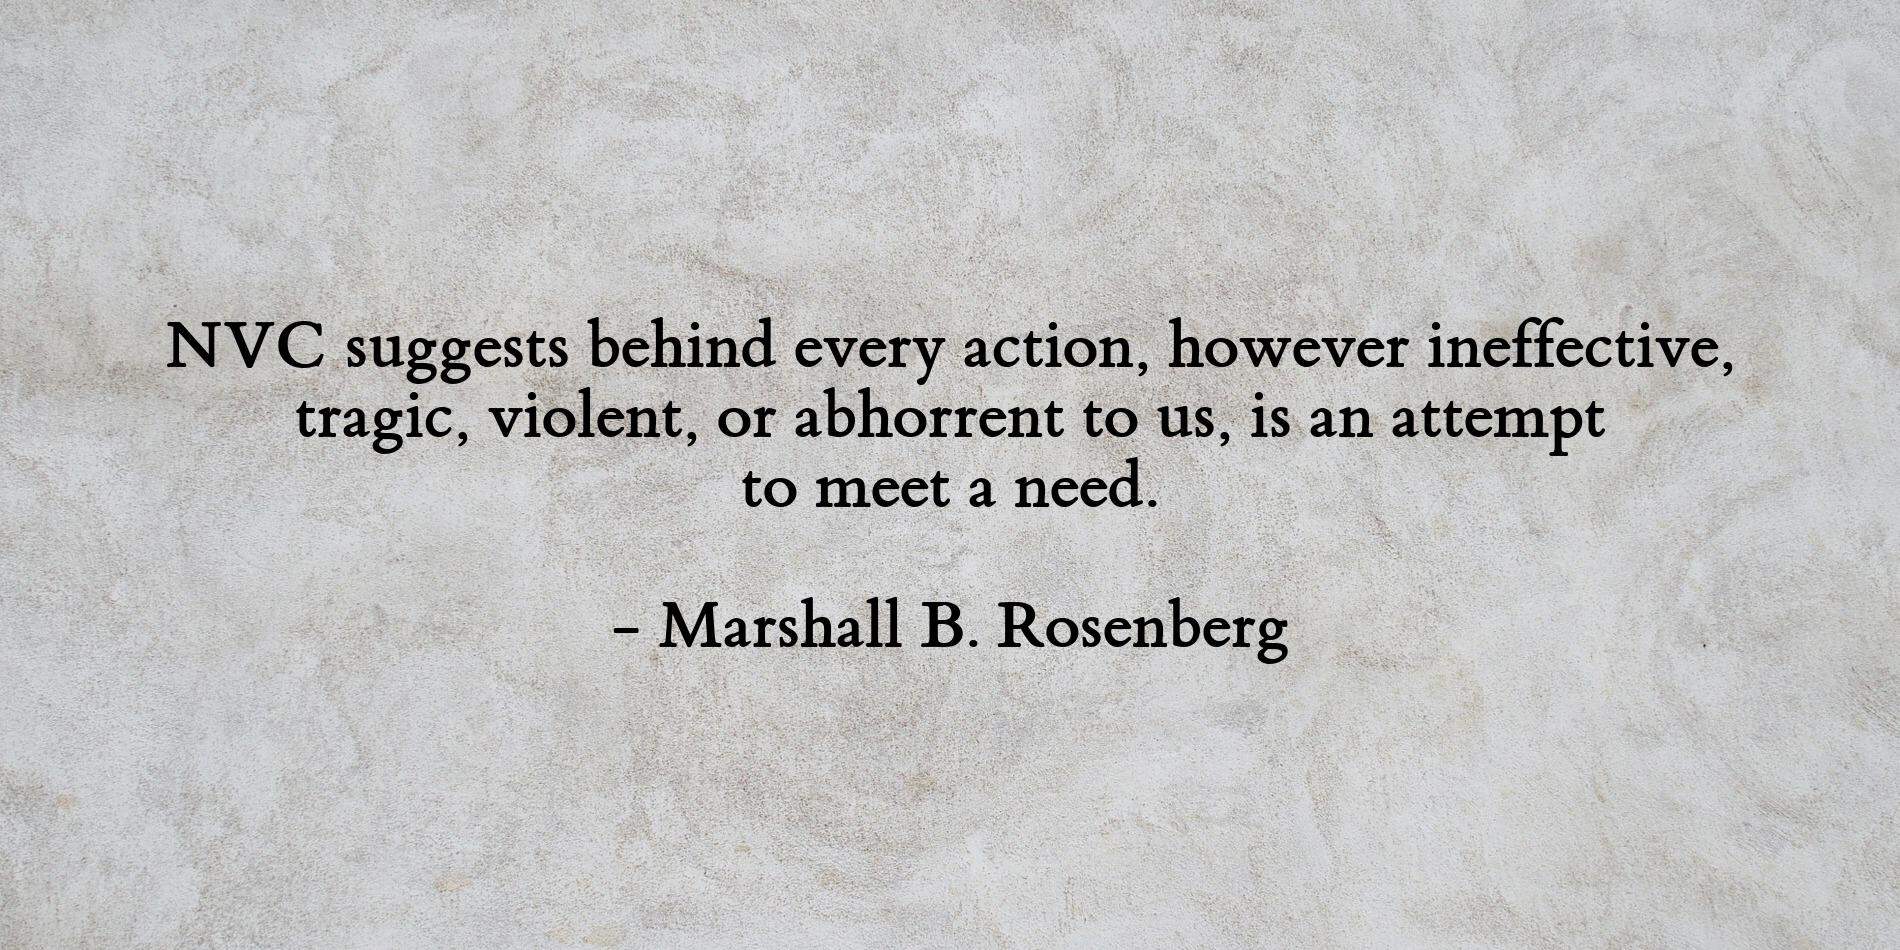 NVC suggests behind every action, however ineffective,
tragic, violent, or abhorrent to us, is an attempt
to meet a need.
– Marshall B. Rosenberg